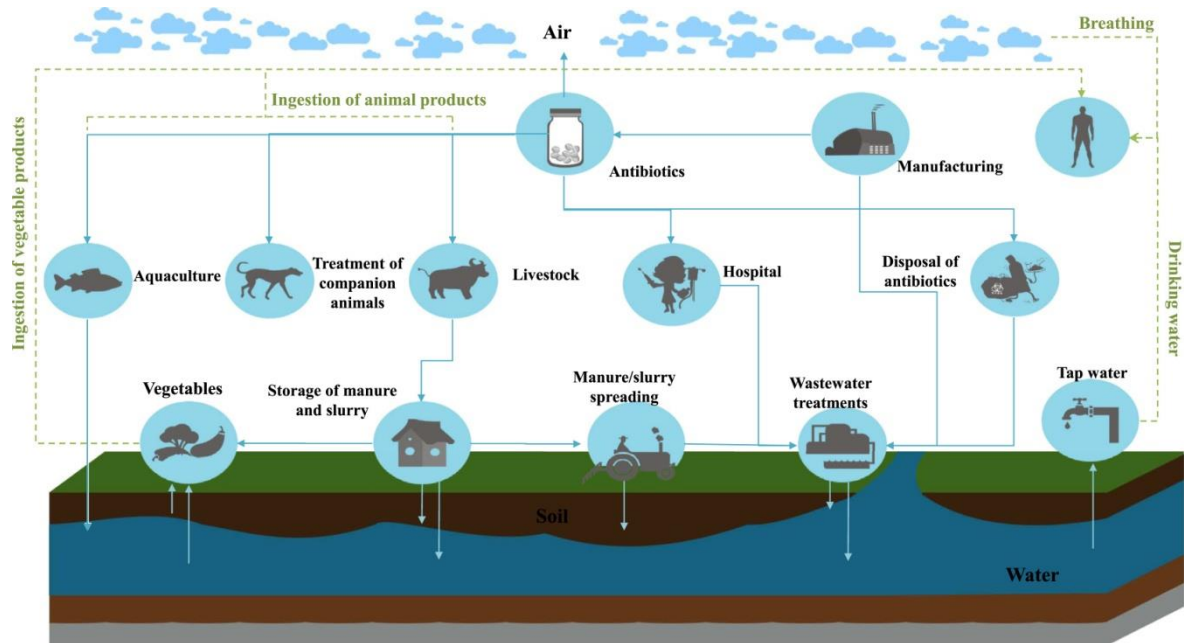 Breathing
Air
Ingestion of animal products
Antibiotics
Manufacturing
Ingestion of vegetable products
Aquaculture
Treatment of
companion
animals
Livestock
Hospital
Disposal of
antibiotics
Drinking water
Vegetables
Storage of manure
and slurry
Manure/slurry
spreading
Wastewater
treatments
Tap water
Soil
Water